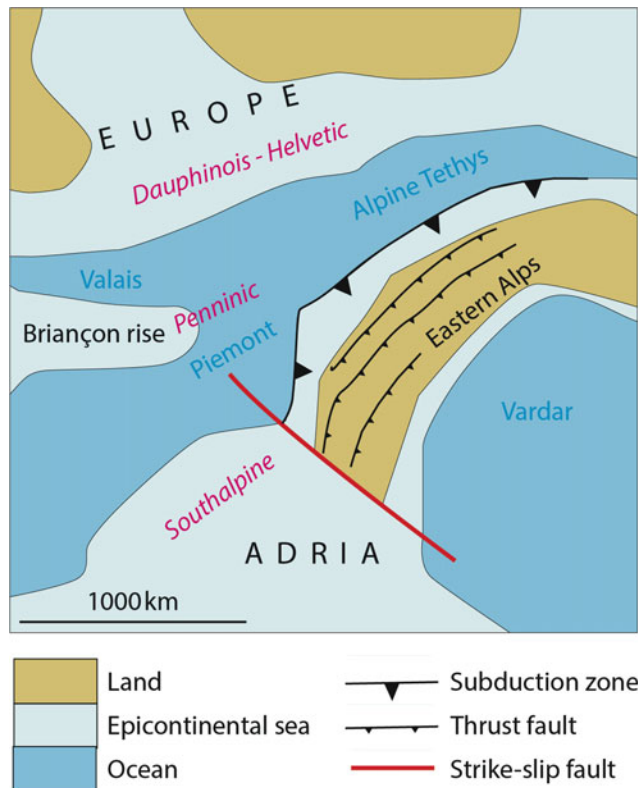 EUROPE
Dauphinois - Helvetic
Alpine Tethys
Valais
Penninic
Briançon rise
Piemont
Eastern Alps
Vardar
Southalpine
ADRIA
1000 km
Land
Epicontinental sea
Ocean
Subduction zone
Thrust fault
Strike-slip fault